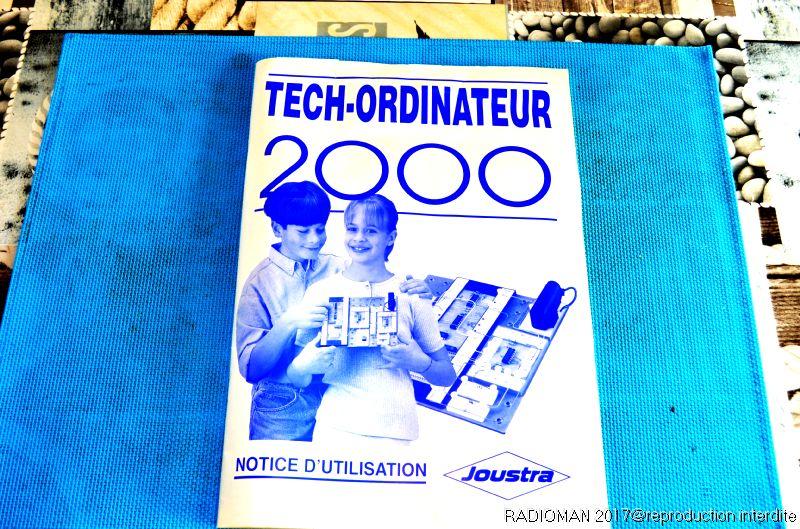 TECH-ORDINATEUR
2000
NOTICE D'UTILISATION
Joustra
RADIOMAN 2017@reproduction interdite